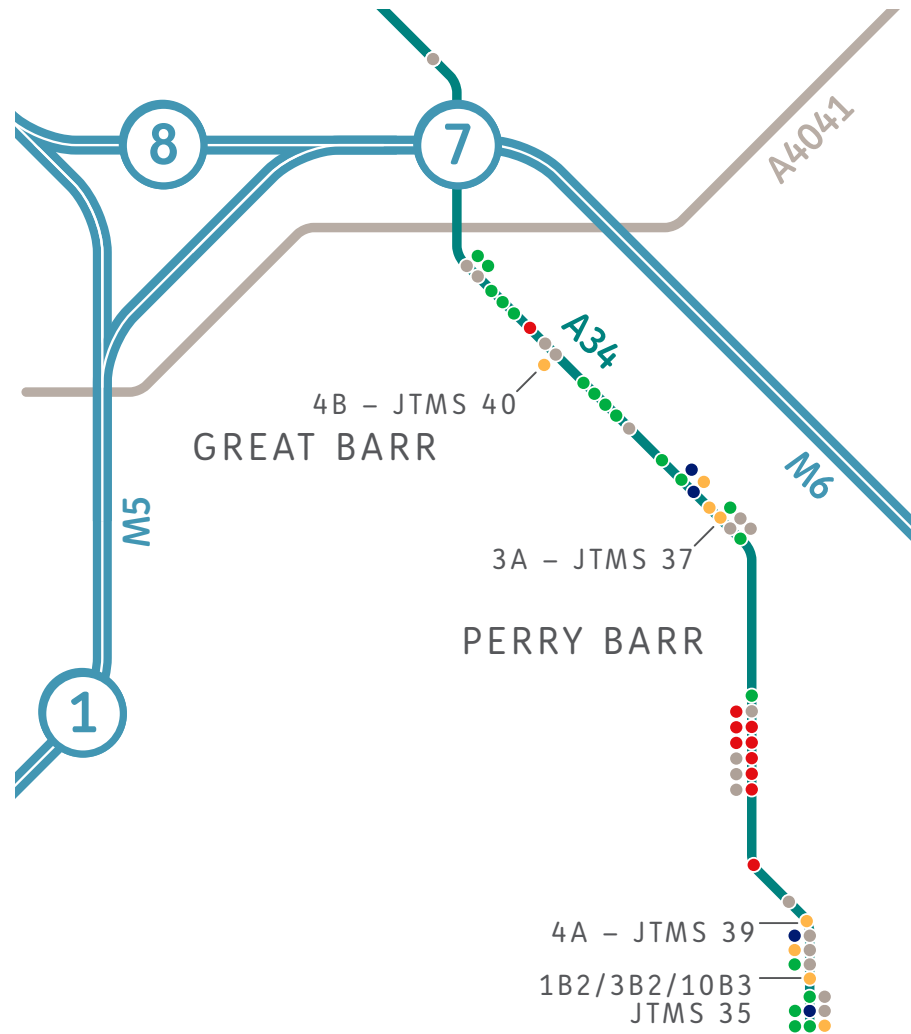 8
7
A4041
A34
4B – JTMS 40
GREAT BARR
M6
M5
3A – JTMS 37
PERRY BARR
1
4A – JTMS 39
1B2/3B2/10B3
JTMS 35